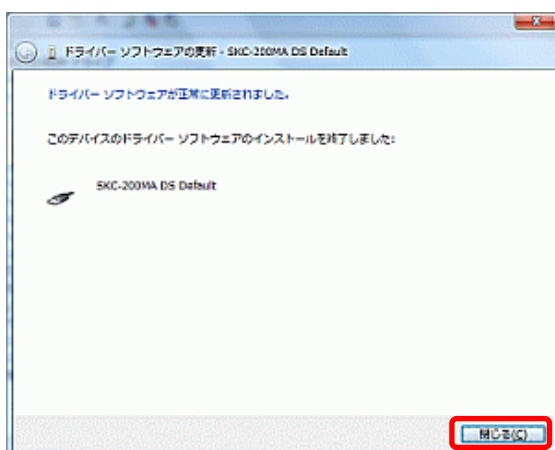 ドライバー ソフトウェアの更新 - SKC-200MA DS Default
ドライバー ソフトウェアが正常に更新されました。
このデバイスのドライバー ソフトウェアのインストールを終了しました:
SKC-200MA DS Default
閉じる(C)